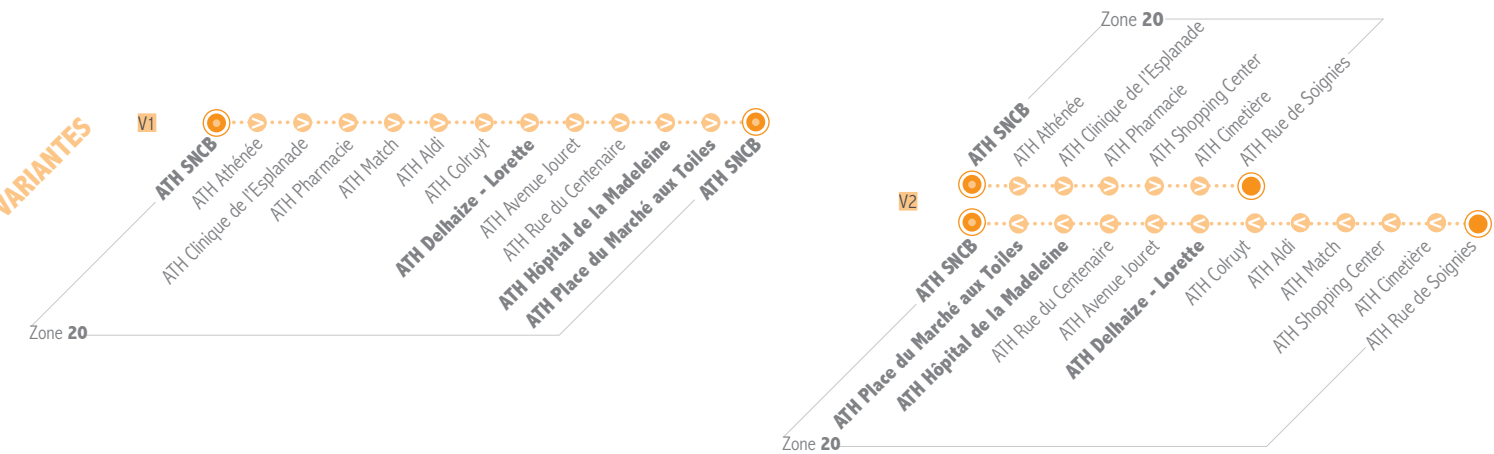 VARIANTES
V1
ATH SNCB
ATH Athénée
ATH Clinique de l'Esplanade
ATH Pharmacie
ATH Match
ATH Aldi
ATH Colruyt
ATH Delhaize - Lorette
ATH Avenue Jouret
ATH Rue du Centenaire
ATH Hôpital de la Madeleine
ATH Place du Marché aux Toiles
ATH SNCB
Zone 20
Zone 20
V2
ATH SNCB
ATH Athénée
ATH Clinique de l'Esplanade
ATH Pharmacie
ATH Shopping Center
ATH Cimetière
ATH Rue de Soignies
ATH SNCB
ATH Place du Marché aux Toiles
ATH Hôpital de la Madeleine
ATH Rue du Centenaire
ATH Avenue Jouret
ATH Delhaize - Lorette
ATH Colruyt
ATH Aldi
ATH Match
ATH Shopping Center
ATH Cimetière
ATH Rue de Soignies
Zone 20